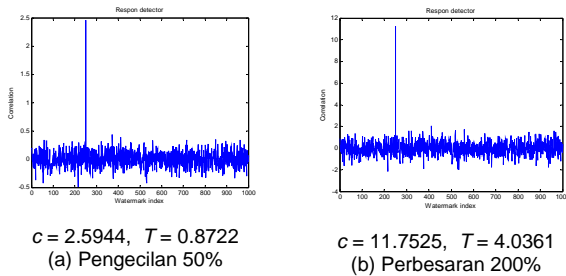 Respon detector
2.5
2
1.5
1
0.5
0
-0.5
Correlation
0 100 200 300 400 500 600 700 800 900 1000
Watermark index
c = 2.5944, T = 0.8722
(a) Pengecilan 50%
Respon detector
12
10
8
6
4
2
0
-2
-4
Correlation
0 100 200 300 400 500 600 700 800 900 1000
Watermark index
c = 11.7525, T = 4.0361
(b) Perbesaran 200%